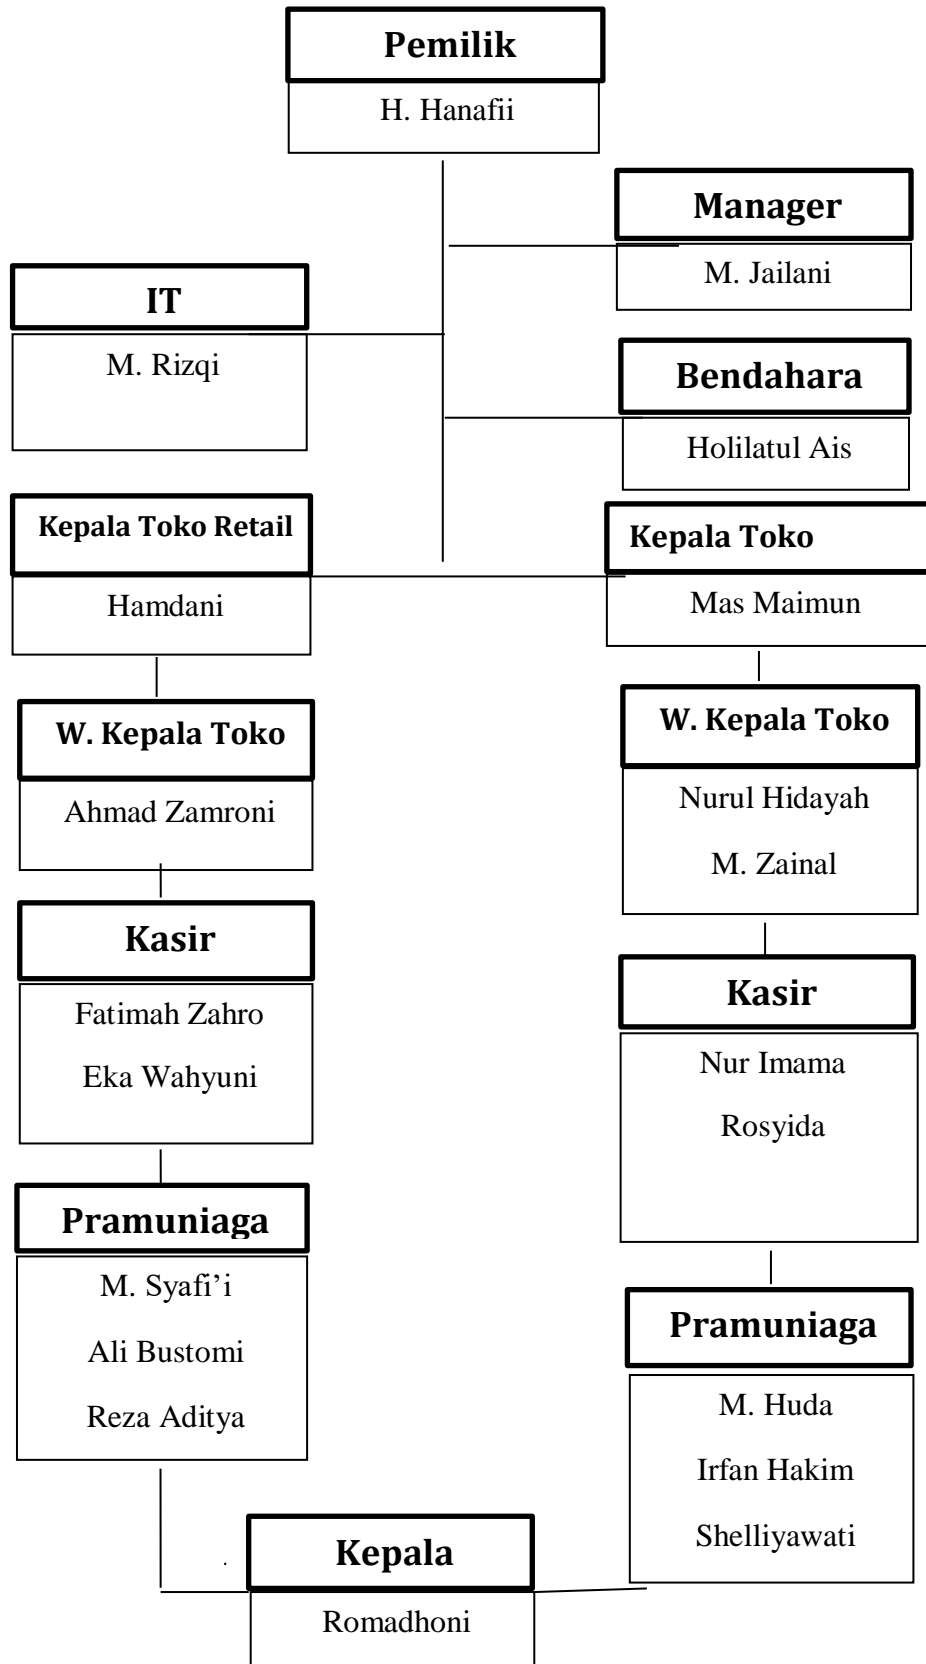 Pemilik
H. Hanafii
Manager
M. Jailani
IT
M. Rizqi
Bendahara
Holilatul Ais
Kepala Toko Retail
Hamdani
Kepala Toko
Mas Maimun
W. Kepala Toko
Ahmad Zamroni
W. Kepala Toko
Nurul Hidayah
M. Zainal
Kasir
Fatimah Zahro
Eka Wahyuni
Kasir
Nur Imama
Rosyida
Pramuniaga
M. Syafi’i
Ali Bustomi
Reza Aditya
Pramuniaga
M. Huda
Irfan Hakim
Shelliyawati
Kepala
Romadhoni